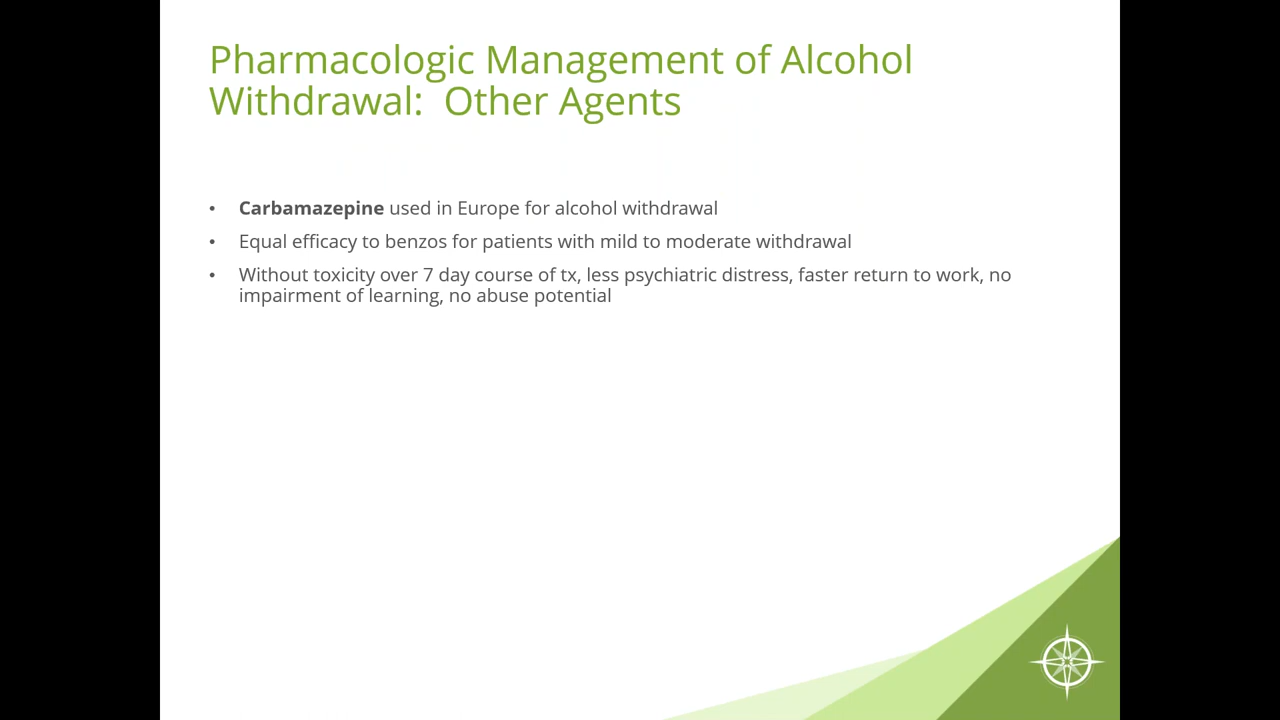 Pharmacologic Management of Alcohol
Withdrawal:  Other Agents
• Carbamazepine used in Europe for alcohol withdrawal
• Equal efficacy to benzos for patients with mild to moderate withdrawal
• Without toxicity over 7 day course of tx, less psychiatric distress, faster return to work, no
impairment of learning, no abuse potential